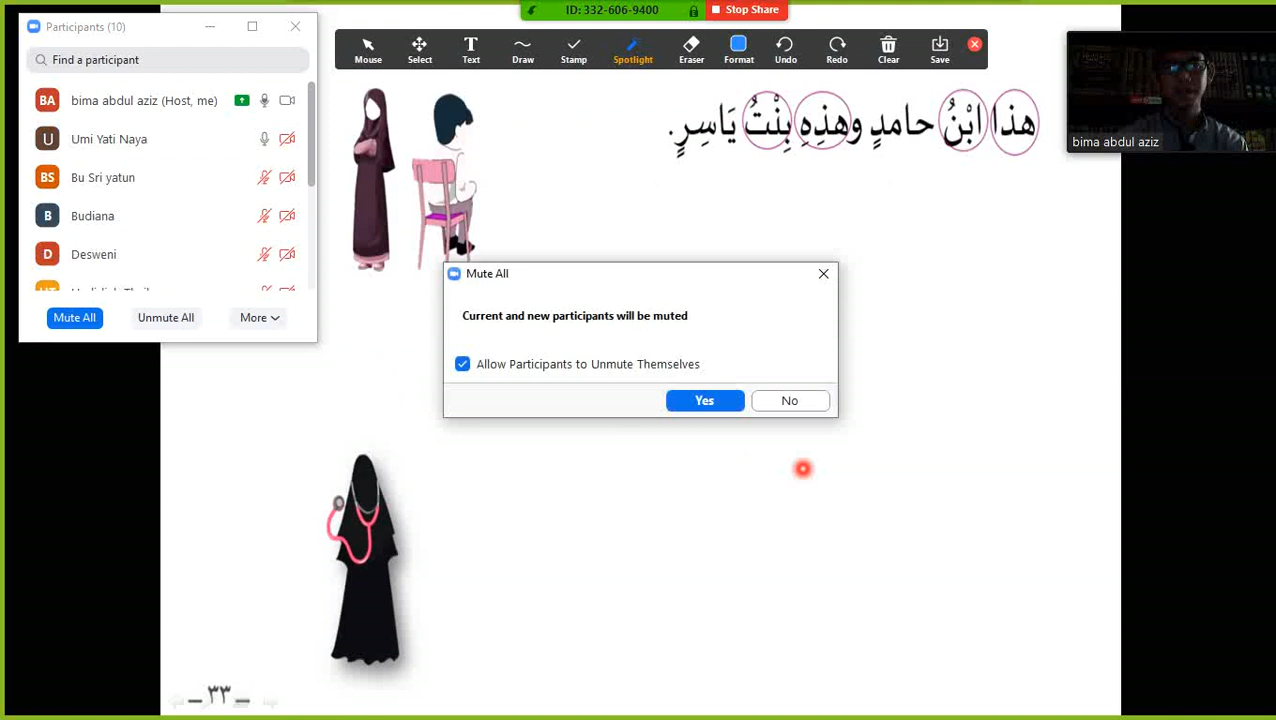 ID: 332-606-9400
Stop Share
Participants (10)
Find a participant
BA bima abdul aziz (Host, me)
U Umi Yati Naya
BS Bu Sri yatun
B Budiana
D Desweni
Mute All Unmute All More
Mouse Select Text Draw Stamp Spotlight Eraser Format Undo Redo Clear Save
هذا ابْنُ حامدٍ وهذِهِ بِنْتُ يَاسِرٍ.
bima abdul aziz
Mute All
Current and new participants will be muted
Allow Participants to Unmute Themselves
Yes No
_ ٣٣ _